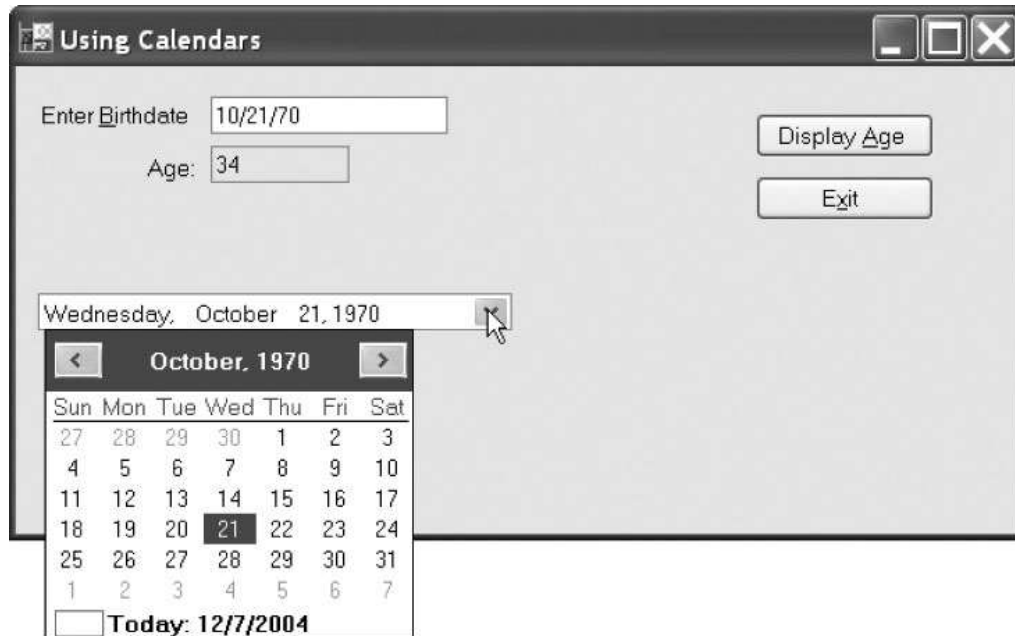 Using Calendars
Enter Birthdate 10/21/70
Display Age
Age: 34
Exit
Wednesday, October 21, 1970
October, 1970
Sun Mon Tue Wed Thu Fri Sat
27 28 29 30 1 2 3
4 5 6 7 8 9 10
11 12 13 14 15 16 17
18 19 20 21 22 23 24
25 26 27 28 29 30 31
1 2 3 4 5 6 7
Today: 12/7/2004